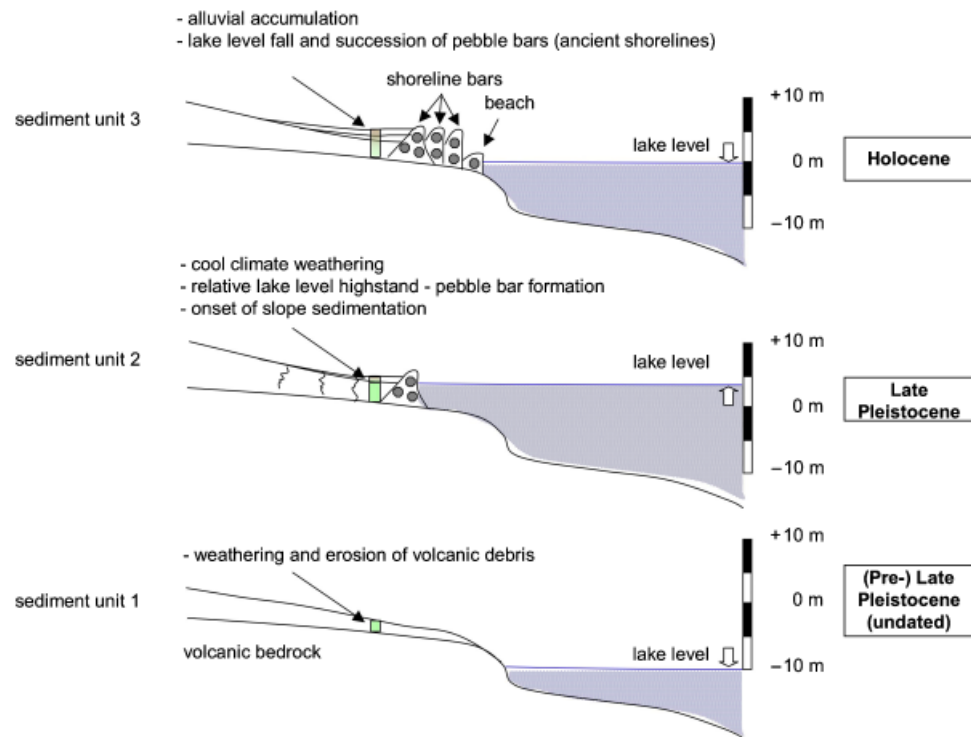 - alluvial accumulation
- lake level fall and succession of pebble bars (ancient shorelines)
shoreline bars
beach
sediment unit 3
lake level
+10 m
0 m
–10 m
Holocene
- cool climate weathering
- relative lake level highstand - pebble bar formation
- onset of slope sedimentation
sediment unit 2
lake level
+10 m
0 m
–10 m
Late
Pleistocene
- weathering and erosion of volcanic debris
sediment unit 1
volcanic bedrock
lake level
+10 m
0 m
–10 m
(Pre-) Late
Pleistocene
(undated)